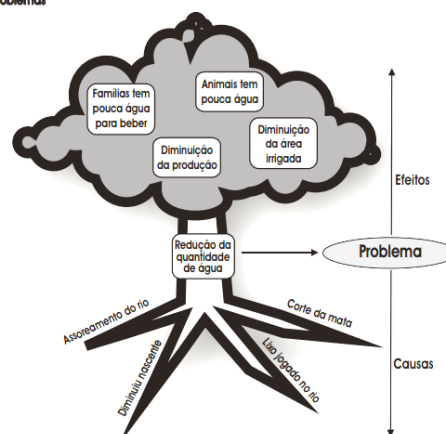 Famílias tem
pouca água
para beber
Animais tem
pouca água
Diminuição
da produção
Diminuição
da área
irrigada
Efeitos
Redução da
quantidade
de água
Problema
Assoreamento do rio
Corte da mata
Diminuiu nascente
Lixo jogado no rio
Causas